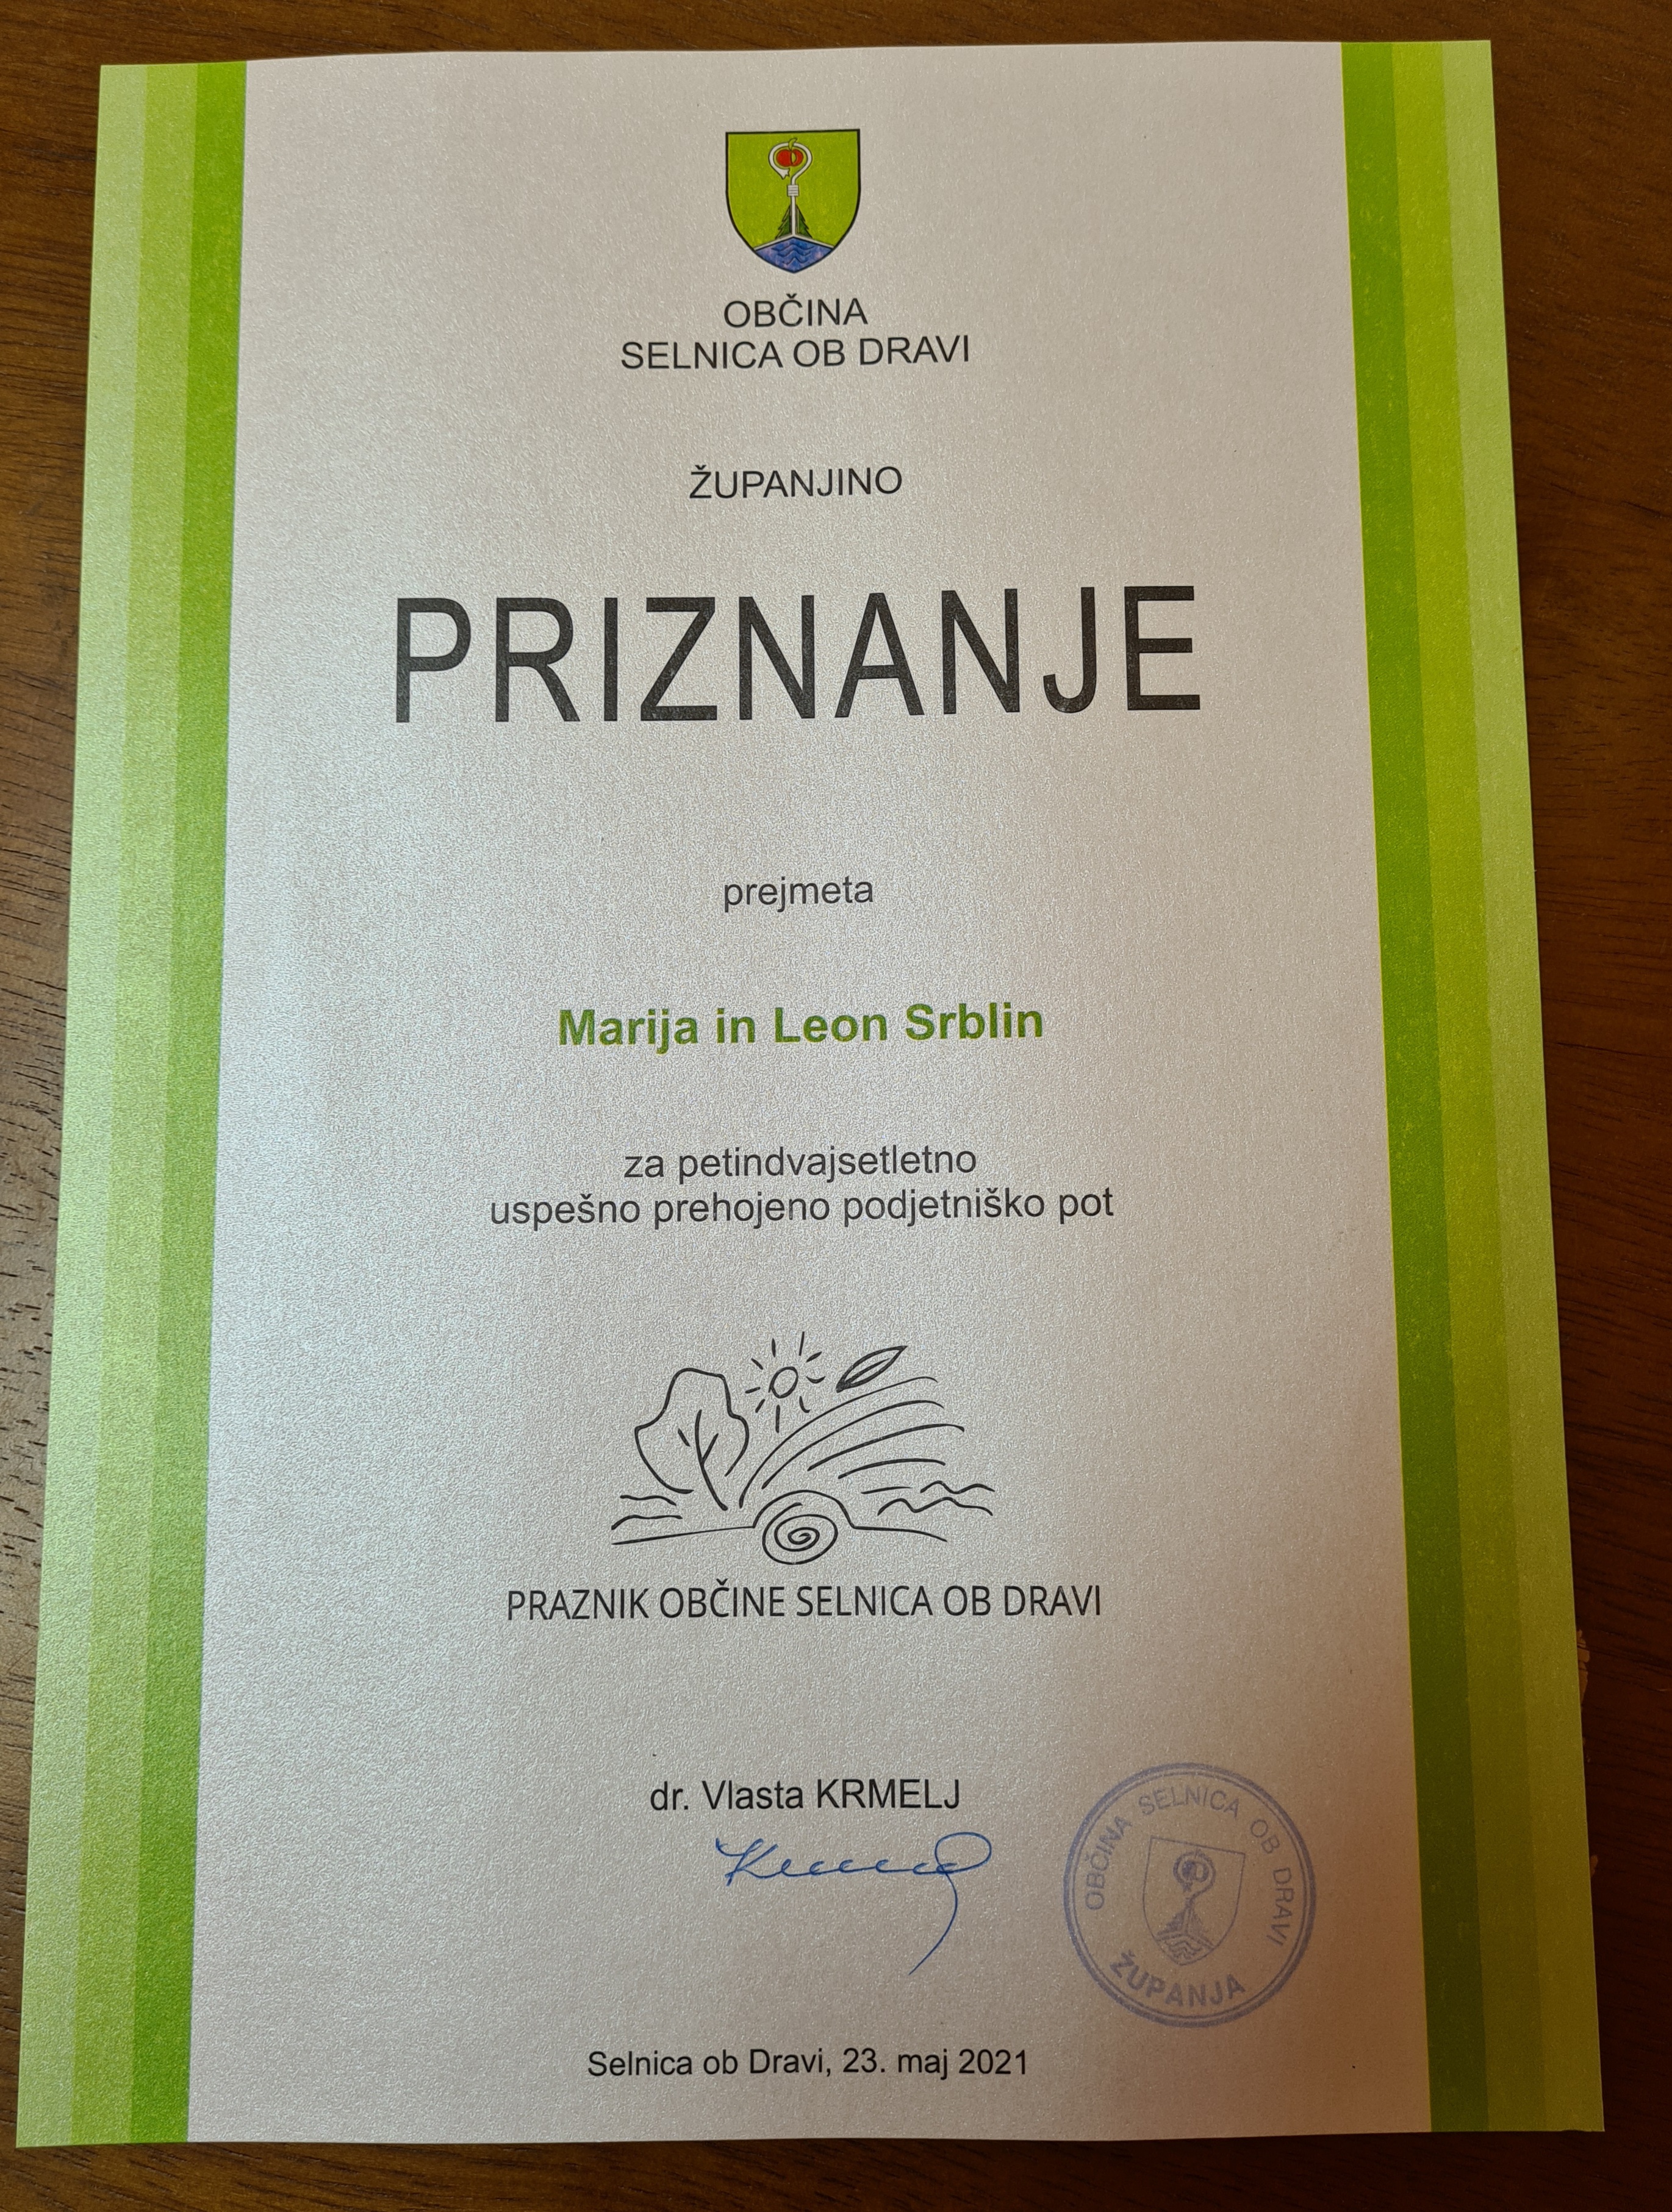 OBČINA
SELNICA OB DRAVI
ŽUPANJINO
PRIZNANJE
prejmeta
Marija in Leon Srblin
za petindvajsetletno
uspešno prehojeno podjetniško pot
PRAZNIK OBČINE SELNICA OB DRAVI
dr. Vlasta KRMELJ
OBČINA SELNICA OB DRAVI
ŽUPANJA
Selnica ob Dravi, 23. maj 2021